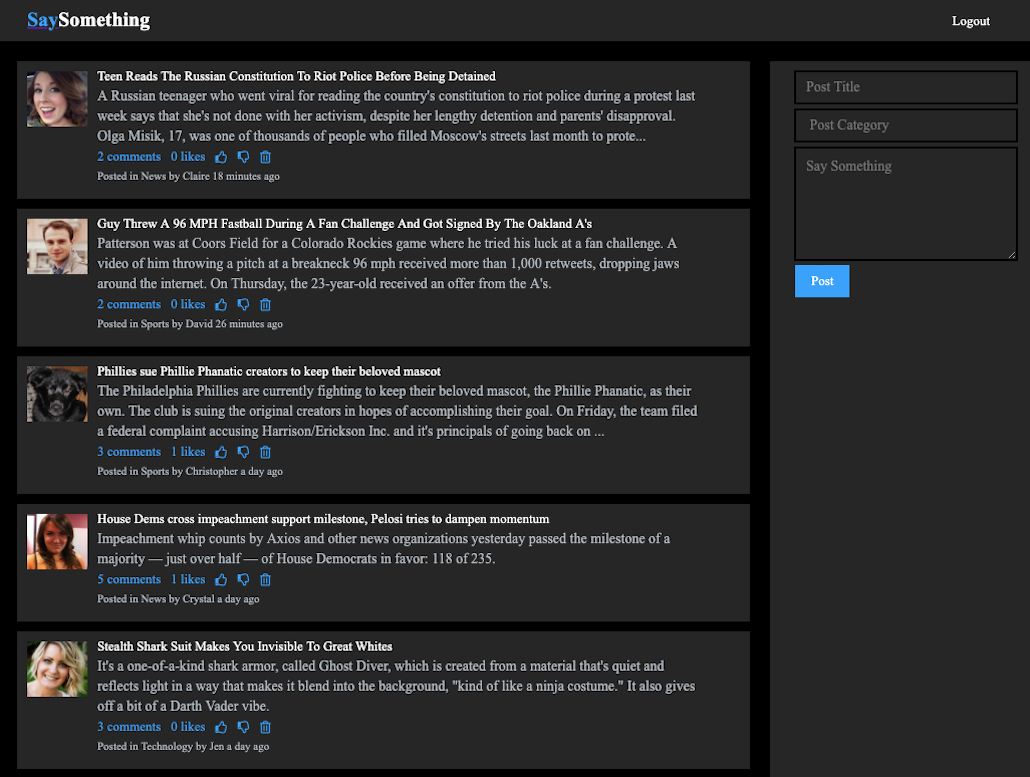 SaySomething
Logout
Teen Reads The Russian Constitution To Riot Police Before Being Detained
A Russian teenager who went viral for reading the country's constitution to riot police during a protest last
week says that she's not done with her activism, despite her lengthy detention and parents' disapproval.
Olga Misik, 17, was one of thousands of people who filled Moscow's streets last month to prote...
2 comments 0 likes
Posted in News by Claire 18 minutes ago
Guy Threw A 96 MPH Fastball During A Fan Challenge And Got Signed By The Oakland A's
Patterson was at Coors Field for a Colorado Rockies game where he tried his luck at a fan challenge. A
video of him throwing a pitch at a breakneck 96 mph received more than 1,000 retweets, dropping jaws
around the internet. On Thursday, the 23-year-old received an offer from the A's.
2 comments 0 likes
Posted in Sports by David 26 minutes ago
Phillies sue Phillie Phanatic creators to keep their beloved mascot
The Philadelphia Phillies are currently fighting to keep their beloved mascot, the Phillie Phanatic, as their
own. The club is suing the original creators in hopes of accomplishing their goal. On Friday, the team filed
a federal complaint accusing Harrison/Erickson Inc. and it's principals of going back on ...
3 comments 1 likes
Posted in Sports by Christopher a day ago
House Dems cross impeachment support milestone, Pelosi tries to dampen momentum
Impeachment whip counts by Axios and other news organizations yesterday passed the milestone of a
majority — just over half — of House Democrats in favor: 118 of 235.
5 comments 1 likes
Posted in News by Crystal a day ago
Stealth Shark Suit Makes You Invisible To Great Whites
It's a one-of-a-kind shark armor, called Ghost Diver, which is created from a material that's quiet and
reflects light in a way that makes it blend into the background, "kind of like a ninja costume." It also gives
off a bit of a Darth Vader vibe.
3 comments 0 likes
Posted in Technology by Jen a day ago
Post Title
Post Category
Say Something
Post